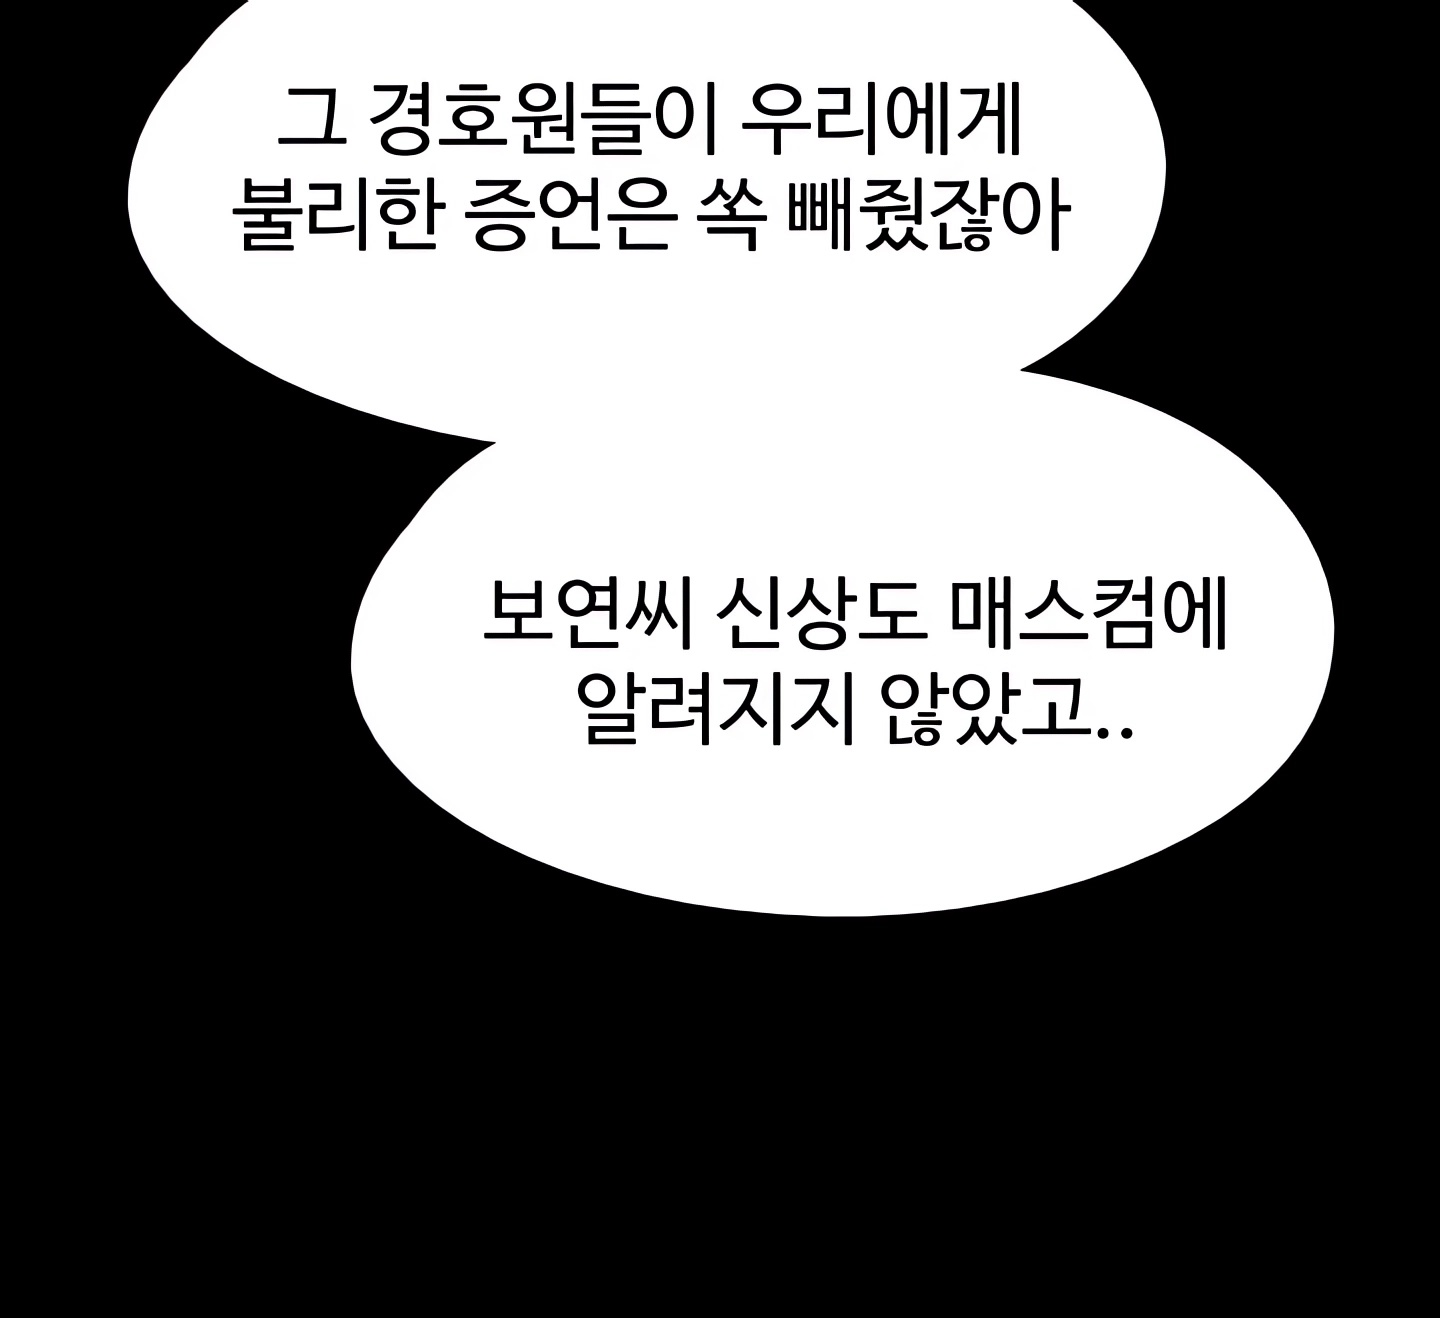 그 경호원들이 우리에게
불리한 증언은 쏙 빼줬잖아
보연씨 신상도 매스컴에
알려지지 않았고..